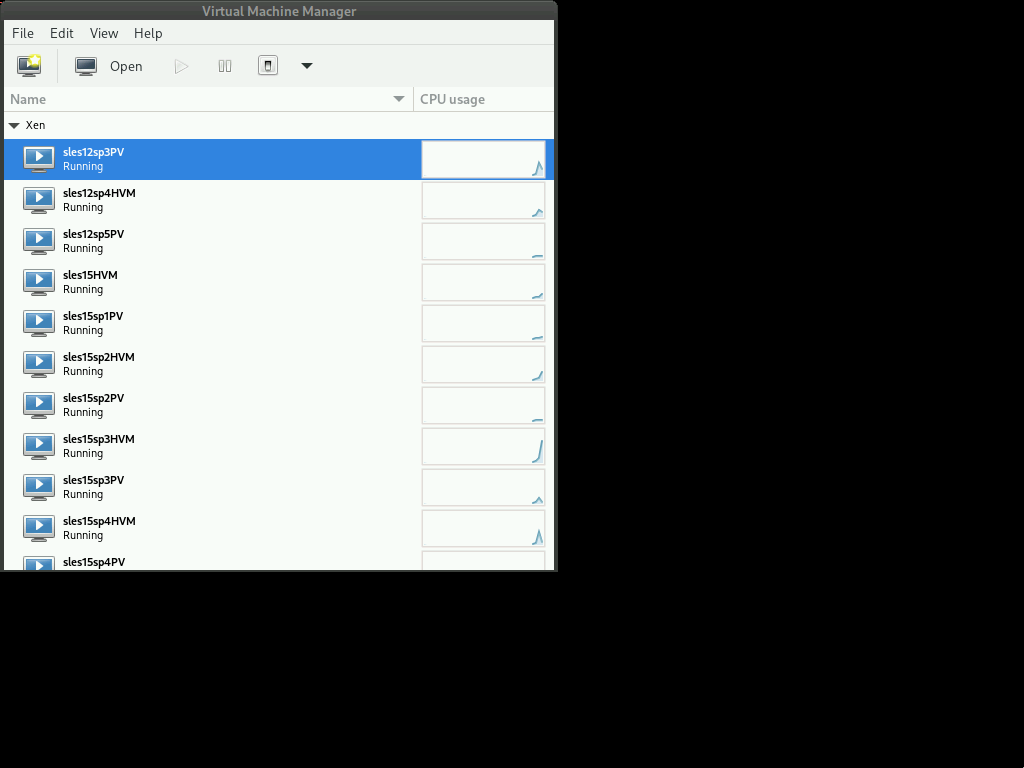 Virtual Machine Manager
File Edit View Help
Open
Name CPU usage
Xen
sles12sp3PV
Running
sles12sp4HVM
Running
sles12sp5PV
Running
sles15HVM
Running
sles15sp1PV
Running
sles15sp2HVM
Running
sles15sp2PV
Running
sles15sp3HVM
Running
sles15sp3PV
Running
sles15sp4HVM
Running
sles15sp4PV